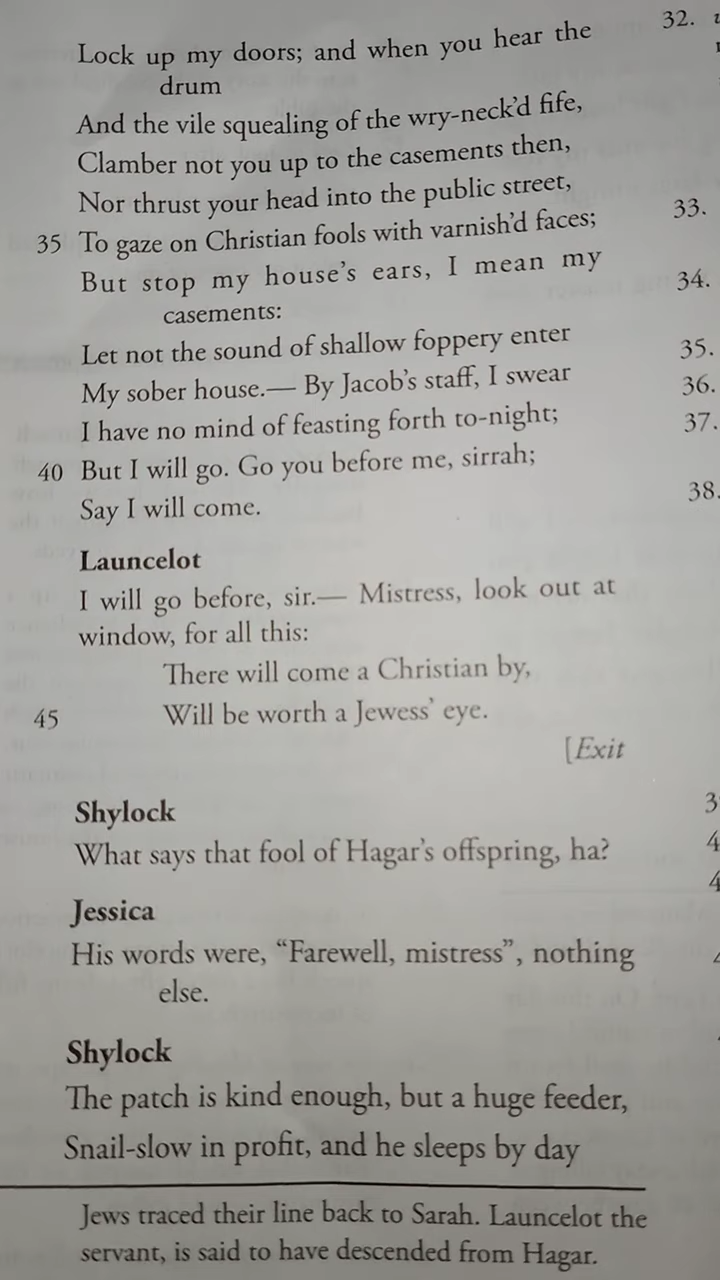 Lock up my doors; and when you hear the 32.
drum
And the vile squealing of the wry-neck'd fife,
Clamber not you up to the casements then,
Nor thrust your head into the public street,
35 To gaze on Christian fools with varnish'd faces; 33.
But stop my house's ears, I mean my 34.
casements:
Let not the sound of shallow foppery enter 35.
My sober house.— By Jacob's staff, I swear 36.
I have no mind of feasting forth to-night; 37.
40 But I will go. Go you before me, sirrah;
Say I will come. 38.
Launcelot
I will go before, sir.— Mistress, look out at
window, for all this:
There will come a Christian by,
45 Will be worth a Jewess' eye.
[Exit
Shylock
What says that fool of Hagar's offspring, ha?
Jessica
His words were, “Farewell, mistress”, nothing
else.
Shylock
The patch is kind enough, but a huge feeder,
Snail-slow in profit, and he sleeps by day
Jews traced their line back to Sarah. Launcelot the
servant, is said to have descended from Hagar.